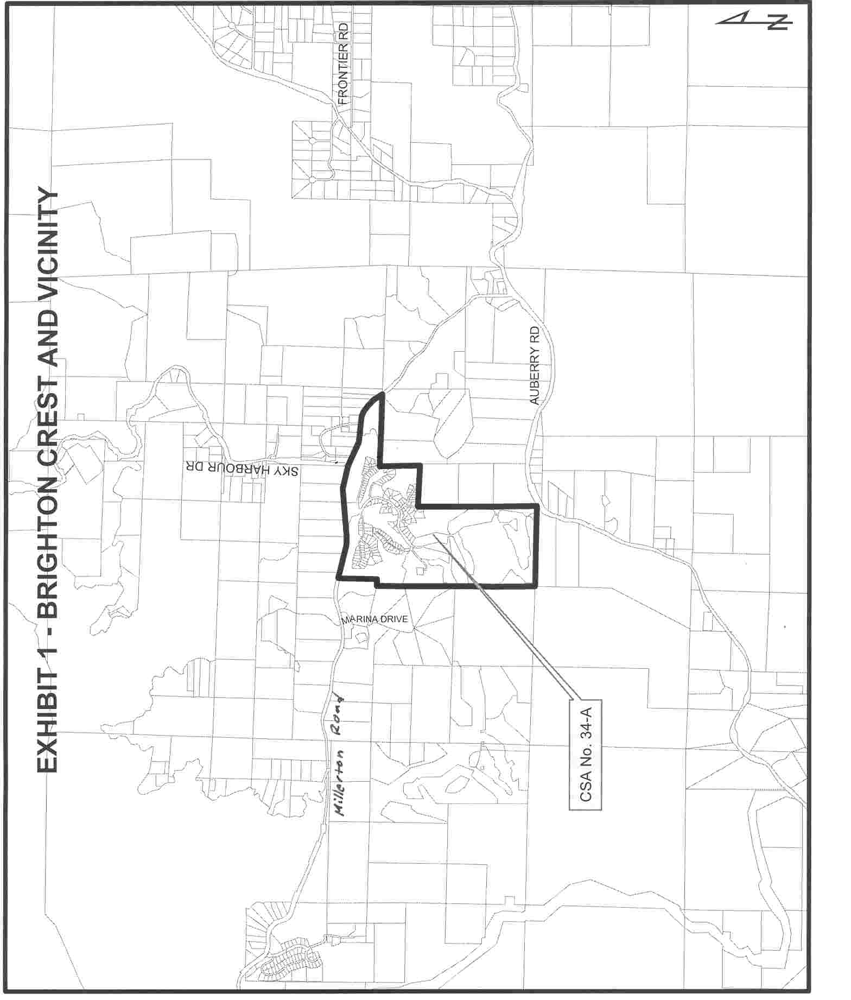 EXHIBIT 1 - BRIGHTON CREST AND VICINITY
FRONTIER RD
SKY HARBOUR DR
AUBERRY RD
MARINA DRIVE
Millerton Road
CSA No. 34-A
N